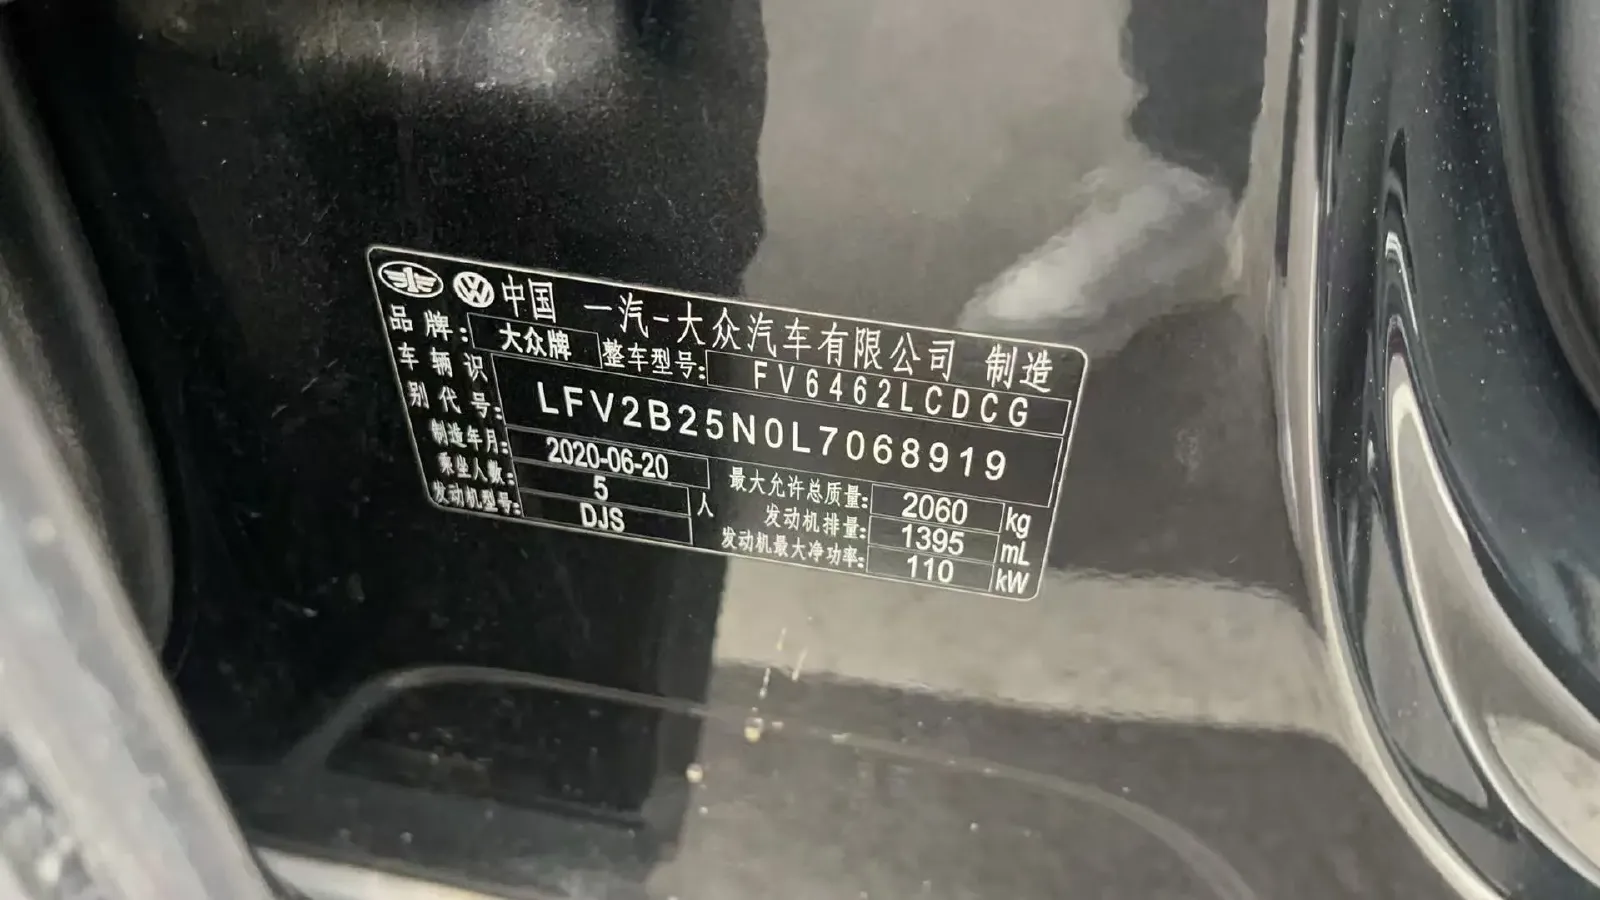 中国 一汽-大众汽车有限公司 制造
品牌: 大众牌 整车型号: FV6462LCDCG
车辆识别代号: LFV2B25N0L7068919
制造年月: 2020-06-20 最大允许总质量: 2060 kg
乘坐人数: 5 人 发动机排量: 1395 mL
发动机型号: DJS 发动机最大净功率: 110 kW